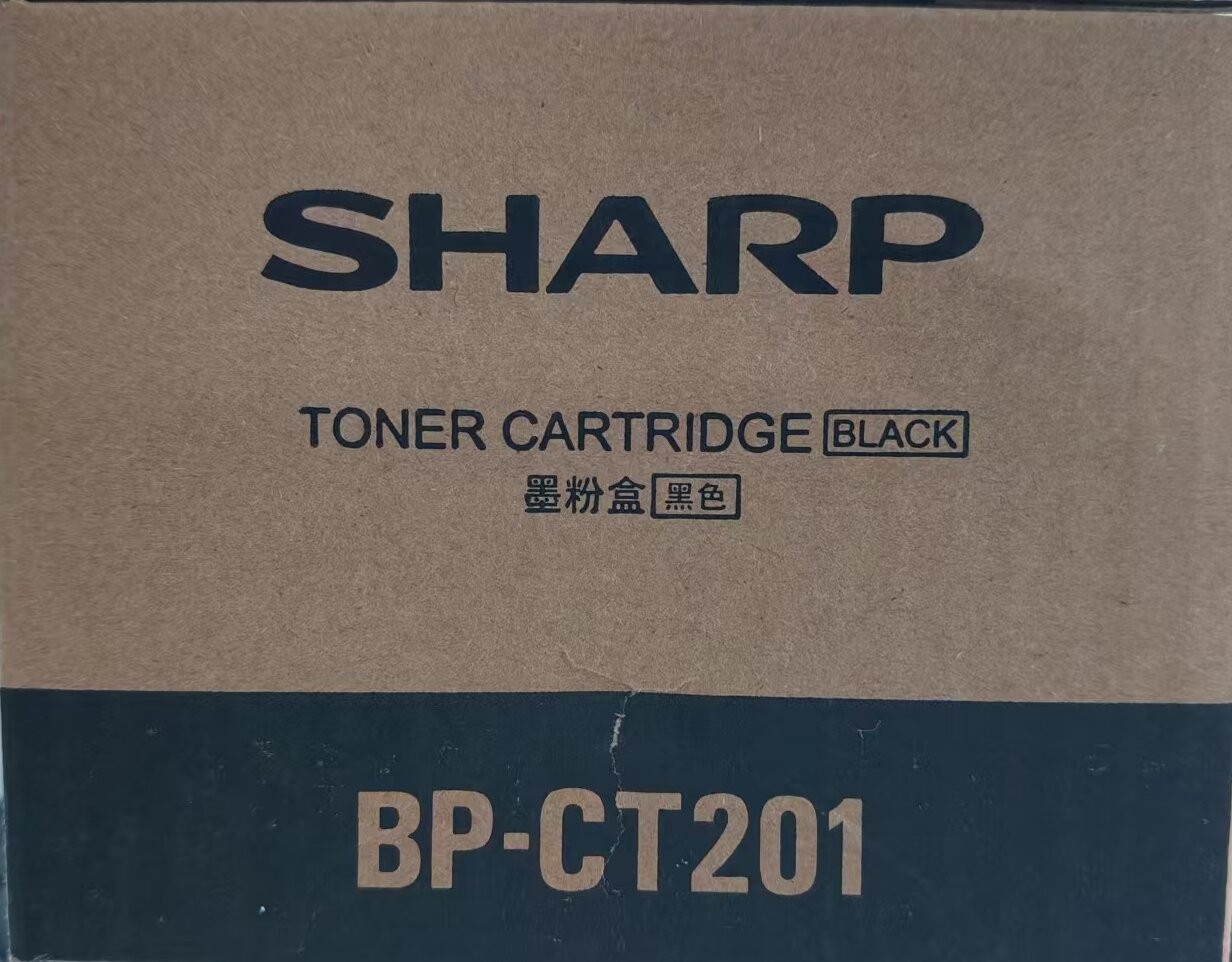 SHARP
TONER CARTRIDGE BLACK
墨粉盒 黑色
BP-CT201